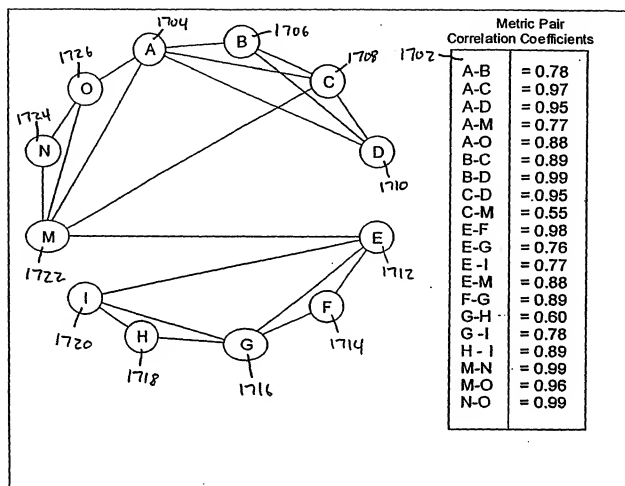 Metric Pair
Correlation Coefficients
1702
A-B = 0.78
A-C = 0.97
A-D = 0.95
A-M = 0.77
A-O = 0.88
B-C = 0.89
B-D = 0.99
C-D = 0.95
C-M = 0.55
E-F = 0.98
E-G = 0.76
E-I = 0.77
E-M = 0.88
F-G = 0.89
G-H = 0.60
G-I = 0.78
H-I = 0.89
M-N = 0.99
M-O = 0.96
N-O = 0.99
1704
A
B
1706
1726
O
C
1708
1724
N
D
1710
M
1722
E
1712
I
1720
H
1718
G
1716
F
1714